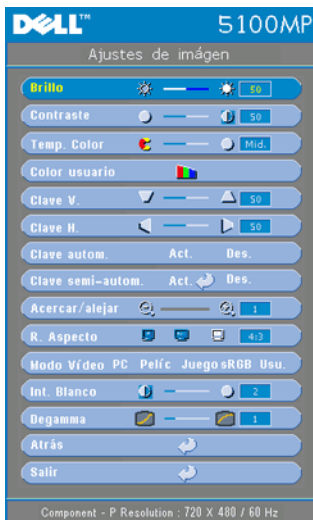 DELL™ 5100MP
Ajustes de imágen
Brillo 50
Contraste 50
Temp. Color Mid.
Color usuario
Clave V. 50
Clave H. 50
Clave autom. Act. Des.
Clave semi-autom. Act. Des.
Acercar/alejar 1
R. Aspecto 4:3
Modo Vídeo PC Pelíc Juego sRGB Usu.
Int. Blanco 2
Degamma 1
Atrás
Salir
Component - P Resolution : 720 X 480 / 60 Hz